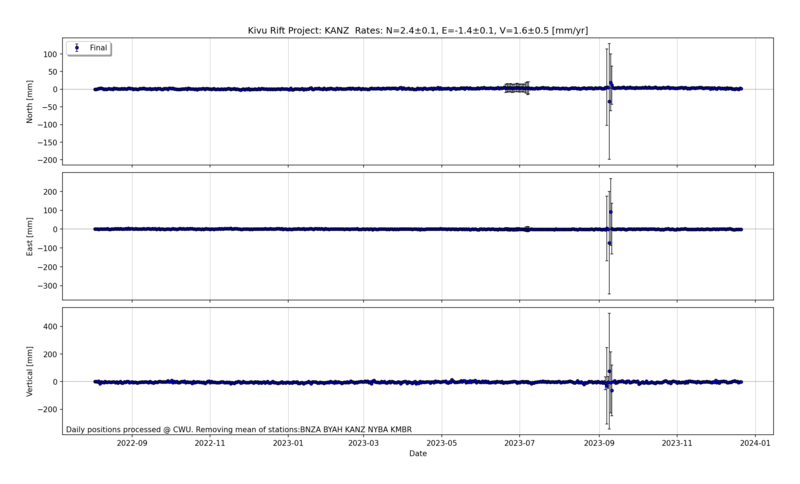 Kivu Rift Project: KANZ  Rates: N=2.4±0.1, E=-1.4±0.1, V=1.6±0.5 [mm/yr]
Final
North [mm]
100
50
0
−50
−100
−150
−200
East [mm]
200
100
0
−100
−200
−300
Vertical [mm]
400
200
0
−200
Daily positions processed @ CWU. Removing mean of stations:BNZA BYAH KANZ NYBA KMBR
2022-09 2022-11 2023-01 2023-03 2023-05 2023-07 2023-09 2023-11 2024-01
Date